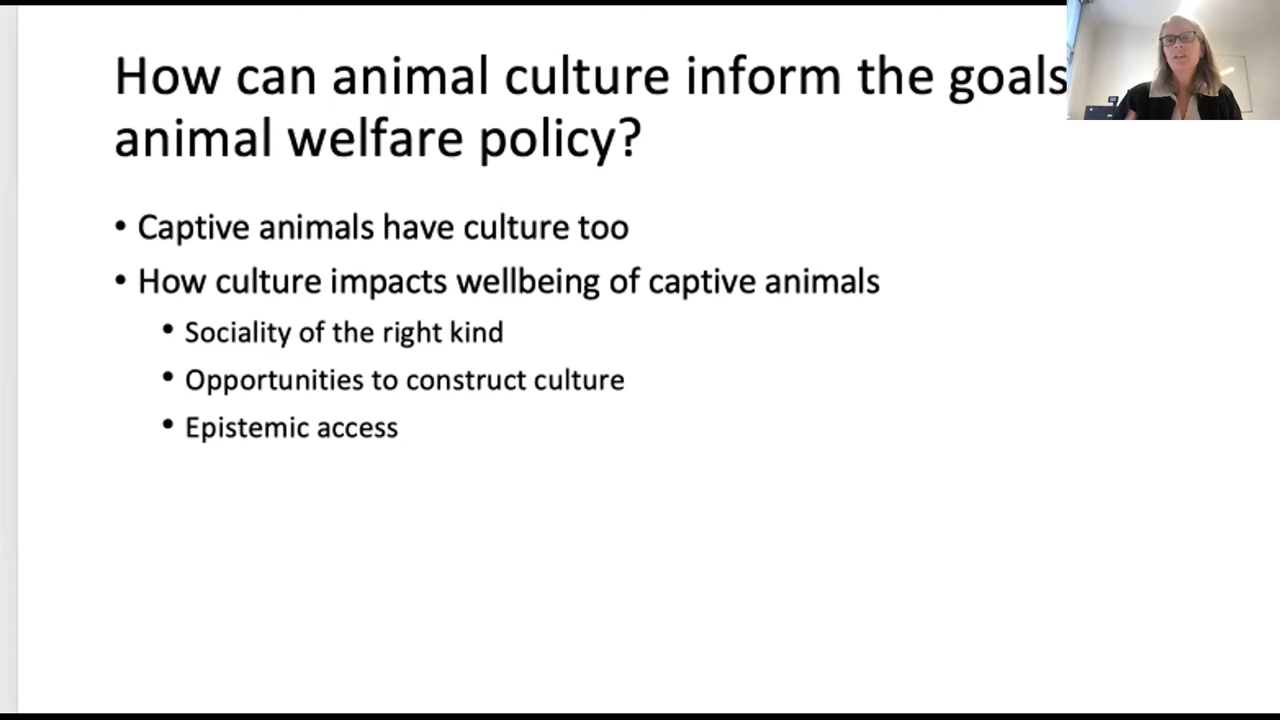 How can animal culture inform the goals
animal welfare policy?
• Captive animals have culture too
• How culture impacts wellbeing of captive animals
• Sociality of the right kind
• Opportunities to construct culture
• Epistemic access